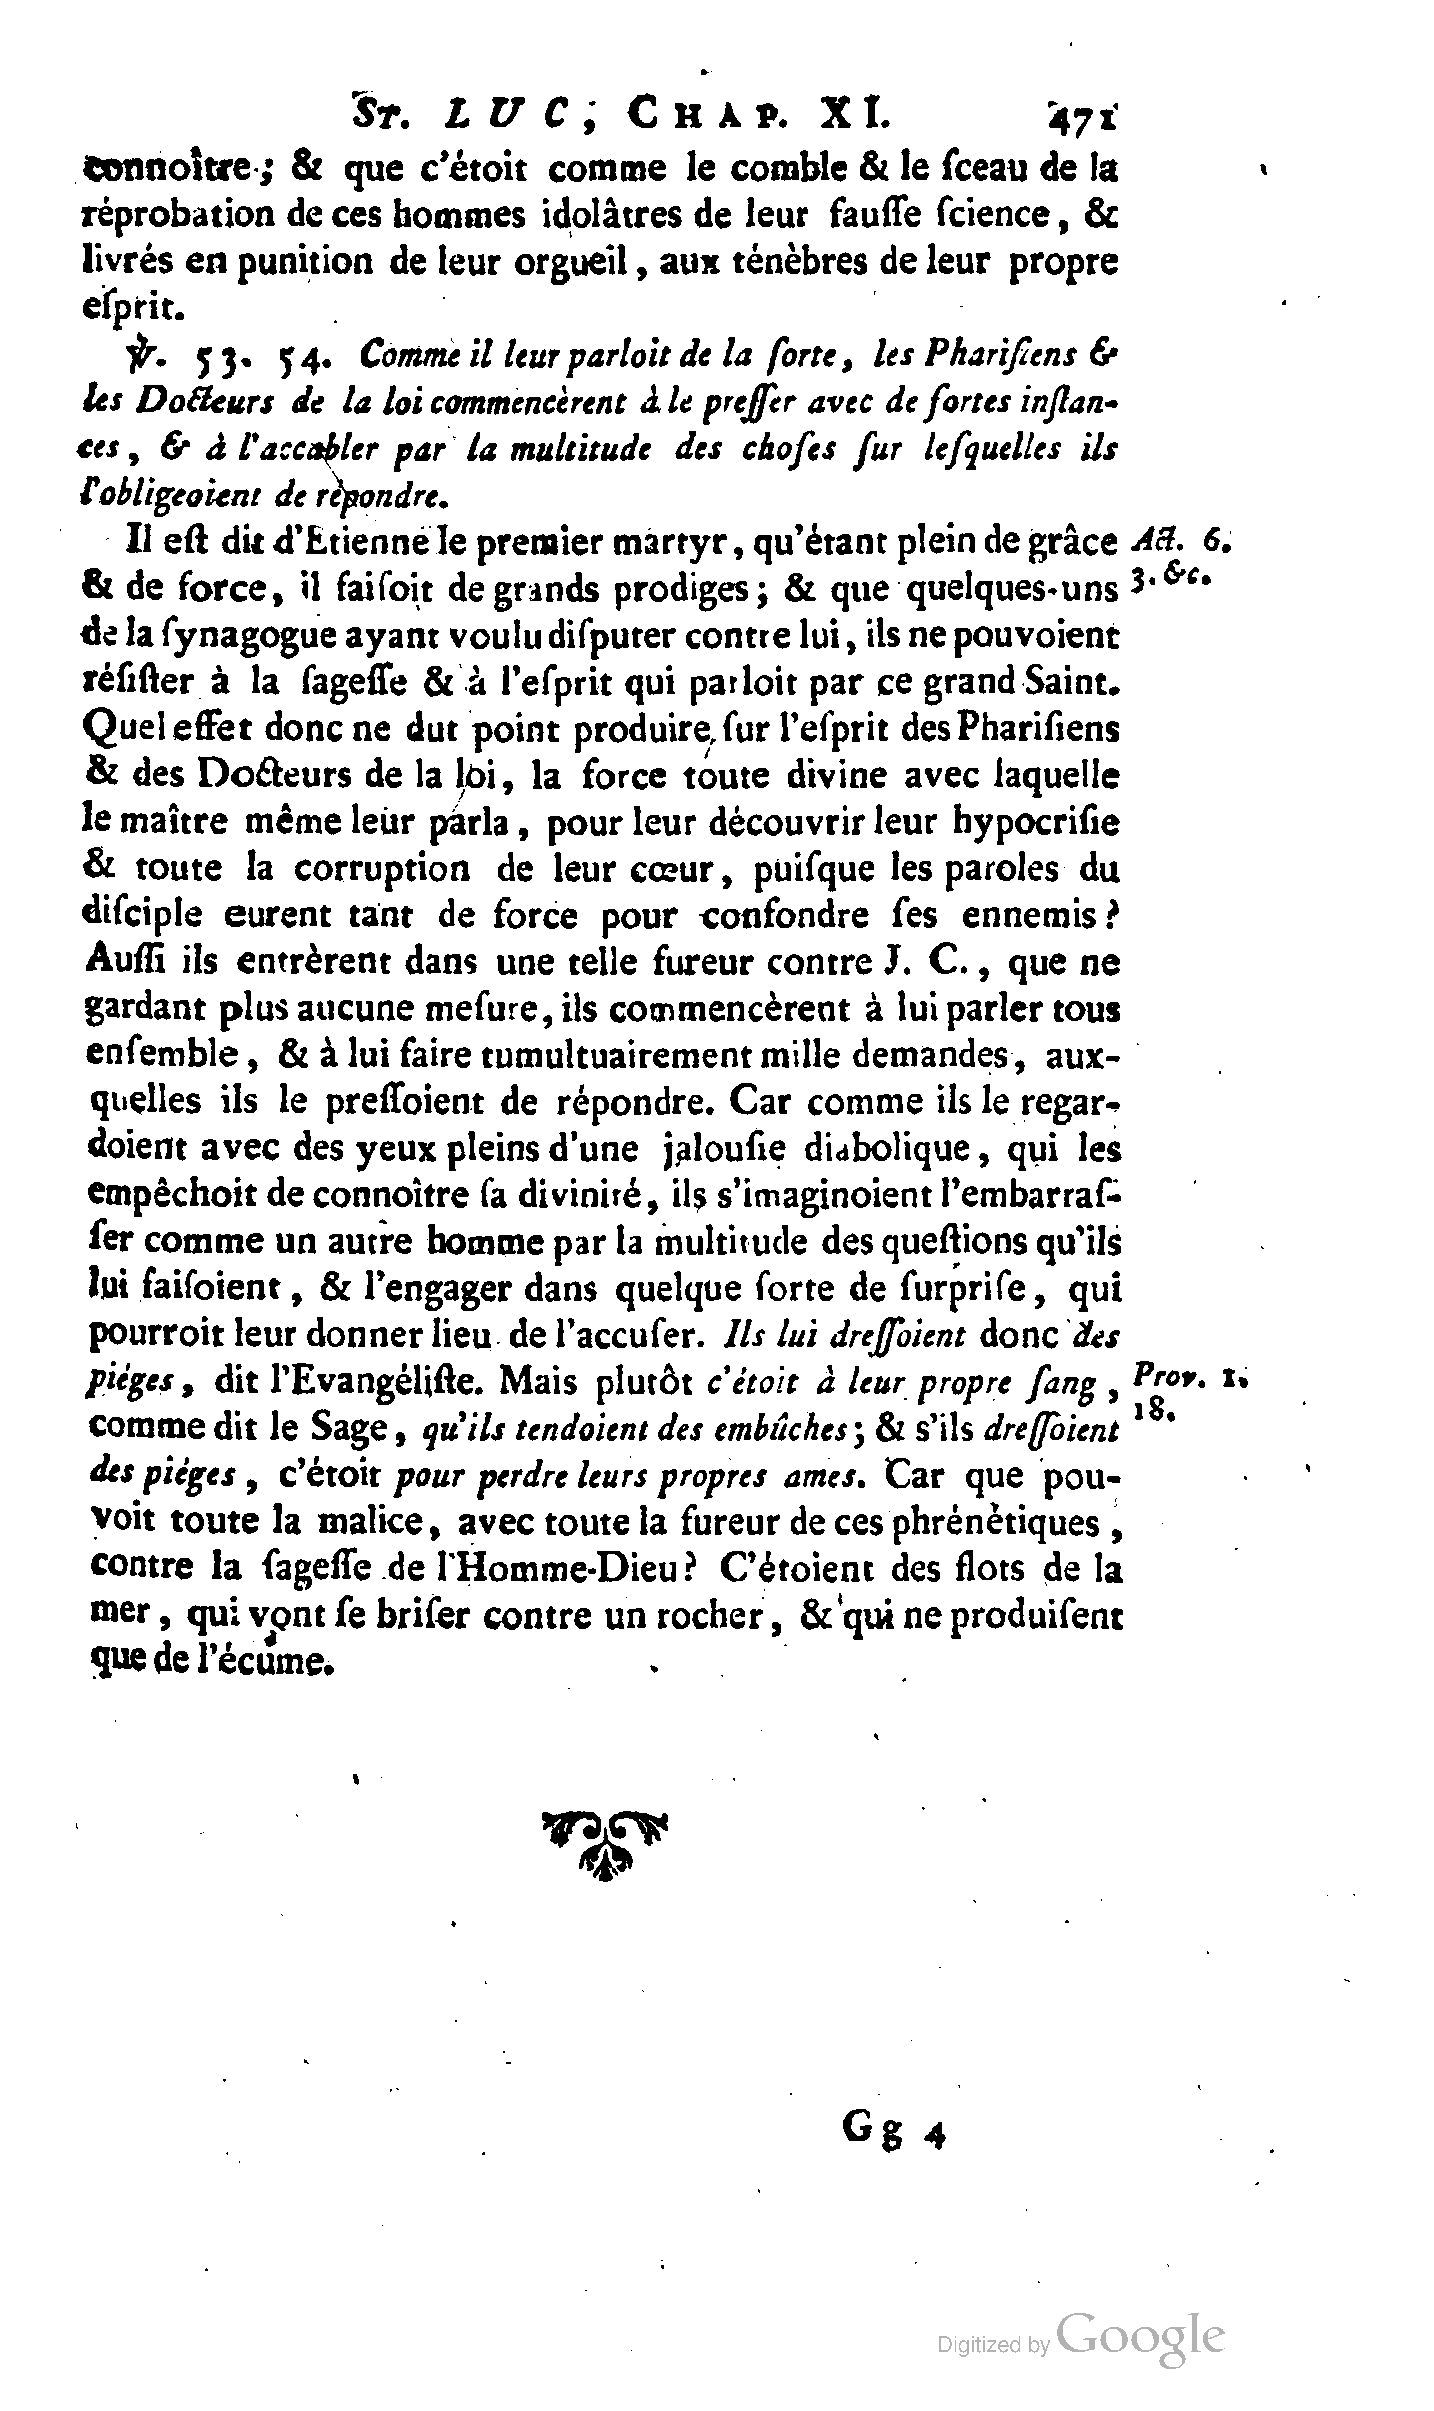 St. LUC, CHAP. XI. 471
connoître; & que c'étoit comme le comble & le ſceau de la
réprobation de ces hommes idolâtres de leur fauſſe ſcience, &
livrés en punition de leur orgueil, aux ténèbres de leur propre
eſprit.
℣. 53. 54. Comme il leur parloit de la ſorte, les Phariſiens &
les Docteurs de la loi commencèrent à le preſſer avec de fortes inſtan-
ces, & à l'accabler par la multitude des choſes ſur leſquelles ils
l'obligeoient de répondre.
Il eſt dit d'Etienne le premier martyr, qu'étant plein de grâce Act. 6.
& de force, il faiſoit de grands prodiges; & que quelques-uns 3. &c.
de la ſynagogue ayant voulu diſputer contre lui, ils ne pouvoient
réſiſter à la ſageſſe & à l'eſprit qui parloit par ce grand Saint.
Quel effet donc ne dut point produire ſur l'eſprit des Phariſiens
& des Docteurs de la loi, la force toute divine avec laquelle
le maître même leur parla, pour leur découvrir leur hypocriſie
& toute la corruption de leur cœur, puiſque les paroles du
diſciple eurent tant de force pour confondre ſes ennemis?
Auſſi ils entrèrent dans une telle fureur contre J. C., que ne
gardant plus aucune meſure, ils commencèrent à lui parler tous
enſemble, & à lui faire tumultuairement mille demandes, aux-
quelles ils le preſſoient de répondre. Car comme ils le regar-
doient avec des yeux pleins d'une jalouſie diabolique, qui les
empêchoit de connoître ſa divinité, ils s'imaginoient l'embarraſ-
ſer comme un autre homme par la multitude des queſtions qu'ils
lui faiſoient, & l'engager dans quelque ſorte de ſurpriſe, qui
pourroit leur donner lieu de l'accuſer. Ils lui dreſſoient donc des
piéges, dit l'Evangéliſte. Mais plutôt c'étoit à leur propre ſang, Prov. 1.
comme dit le Sage, qu'ils tendoient des embûches; & s'ils dreſſoient 18.
des piéges, c'étoit pour perdre leurs propres ames. Car que pou-
voit toute la malice, avec toute la fureur de ces phrénètiques,
contre la ſageſſe de l'Homme-Dieu? C'étoient des flots de la
mer, qui vont ſe briſer contre un rocher, & qui ne produiſent
que de l'écume.
Gg 4
Digitized by Google